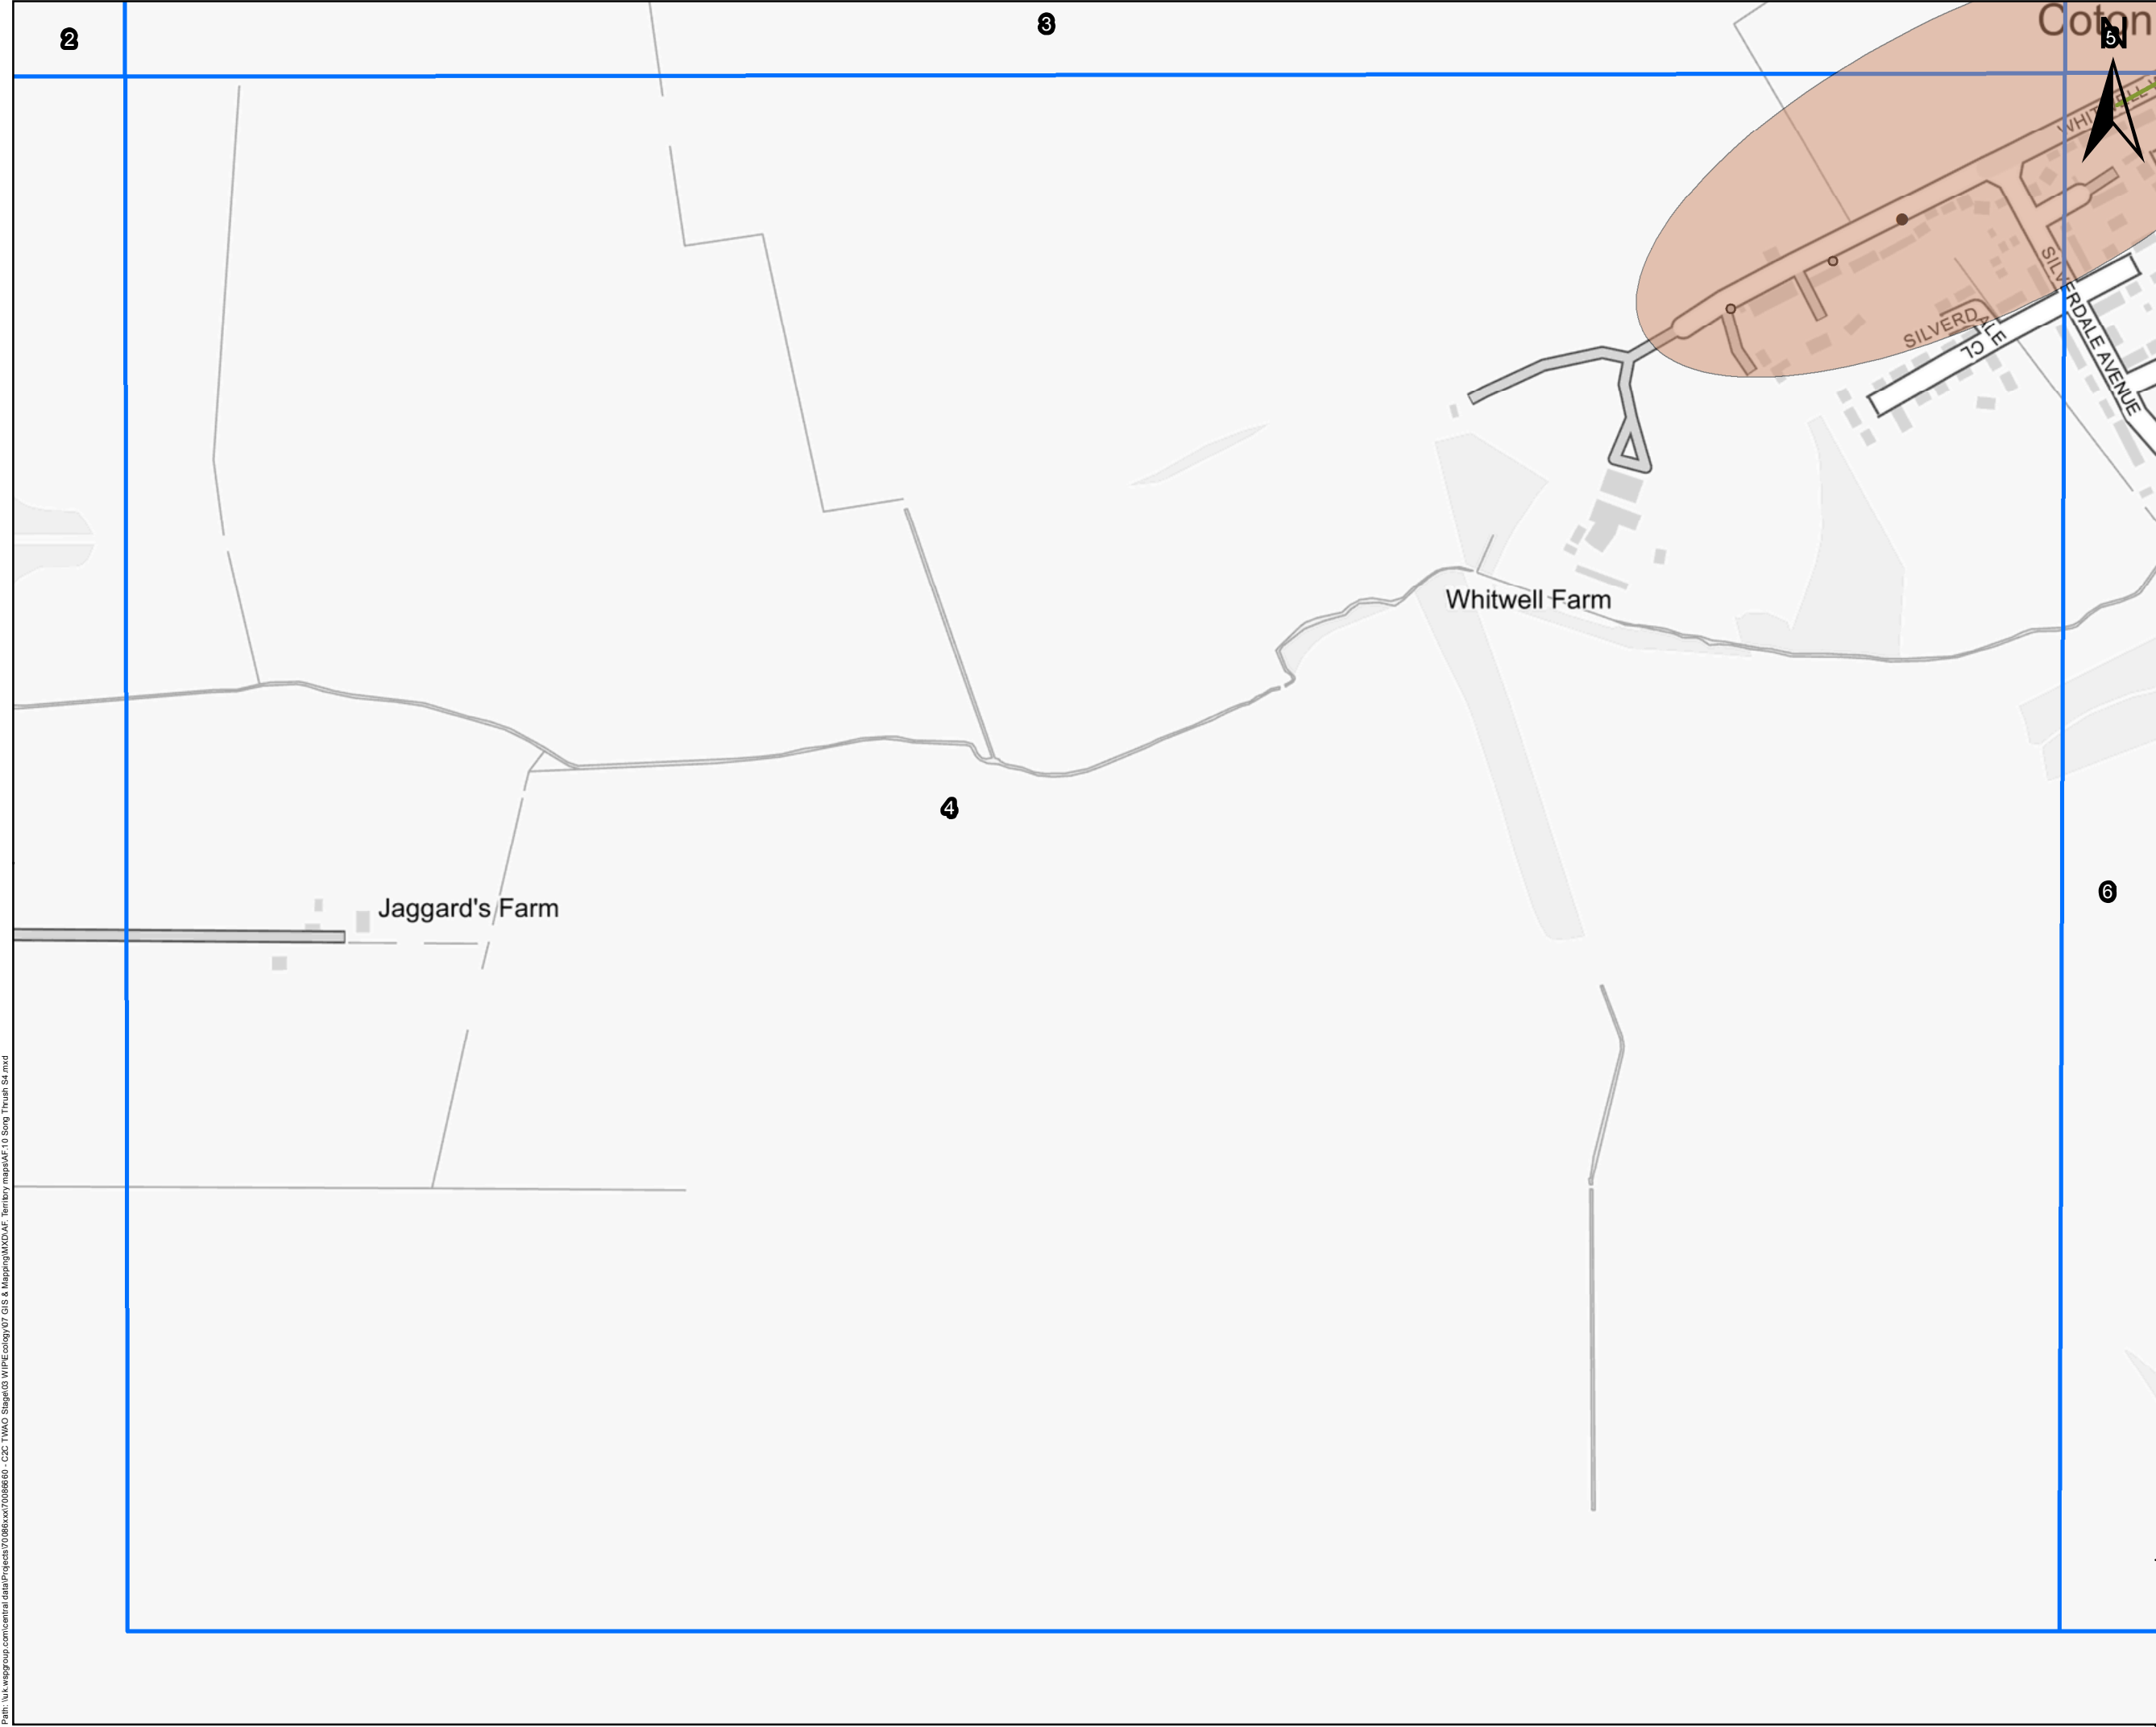 2
3
Coton
N
5
WHITWELL
SILVERDALE
CL
SILVERDALE AVENUE
Whitwell Farm
4
6
Jaggard's Farm
Path: \\uk.wspgroup.com\central data\Projects\70086xxx\70086660 - C2C TWAO Stage\03 WIP\Ecology\07 GIS & Mapping\MXD\AF. Territory maps\AF.10 Song Thrush S4.mxd